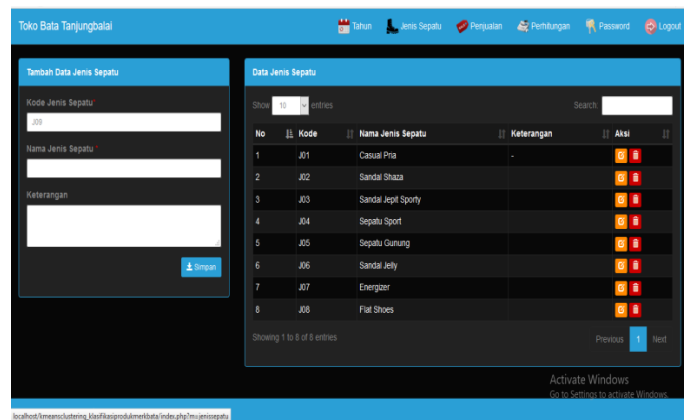 Toko Bata Tanjungbalai
Tahun Jenis Sepatu Penjualan Perhitungan Password Logout
Tambah Data Jenis Sepatu
Kode Jenis Sepatu*
J09
Nama Jenis Sepatu *
Keterangan
Simpan
Data Jenis Sepatu
Show 10 entries Search:
No Kode Nama Jenis Sepatu Keterangan Aksi
1 J01 Casual Pria -
2 J02 Sandal Shaza
3 J03 Sandal Jepit Sporty
4 J04 Sepatu Sport
5 J05 Sepatu Gunung
6 J06 Sandal Jelly
7 J07 Energizer
8 J08 Flat Shoes
Showing 1 to 8 of 8 entries Previous 1 Next
Activate Windows
Go to Settings to activate Windows.
localhost/kmeansclustering_klasifikasiprodukmerkbata/index.php?m=jenissepatu